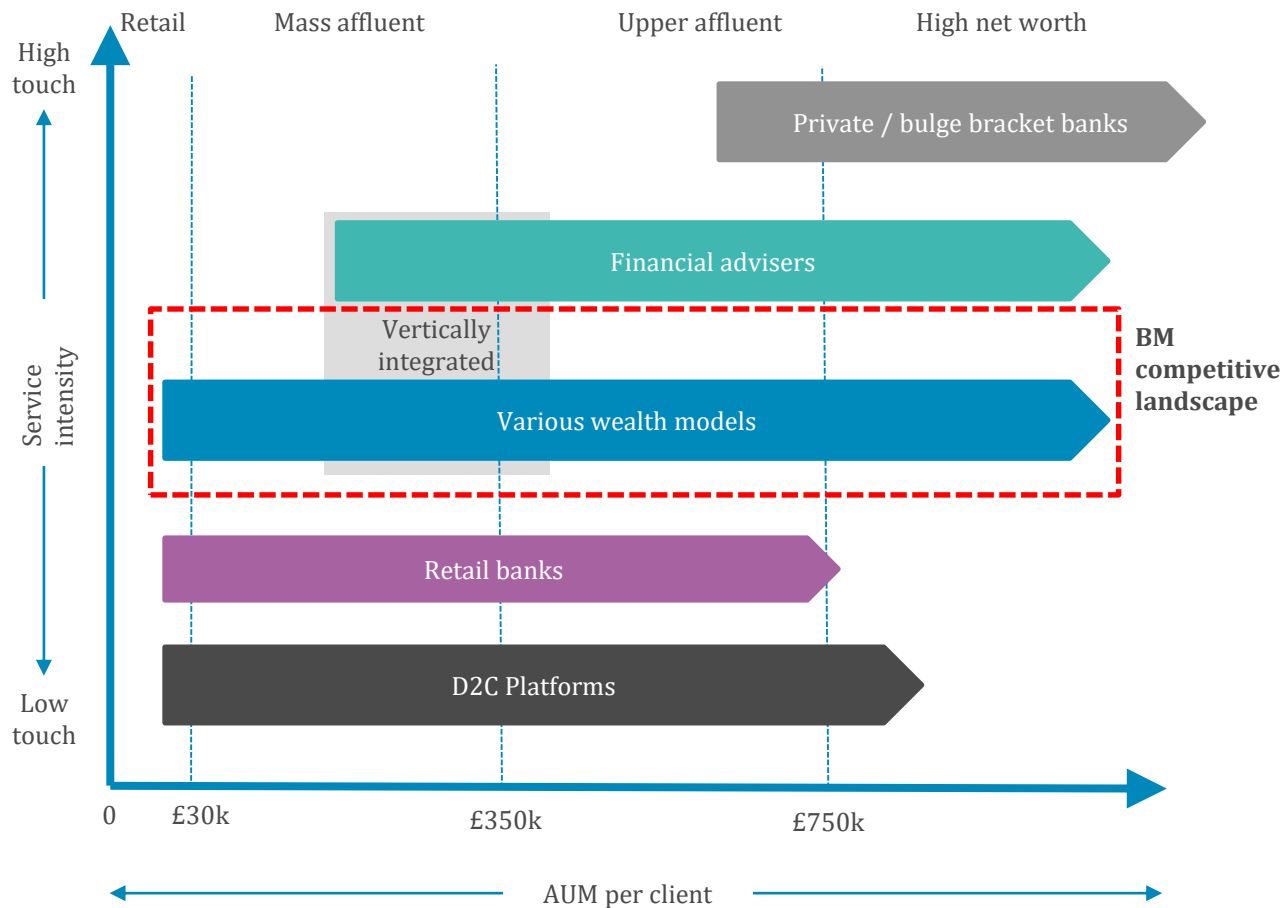 Retail
Mass affluent
Upper affluent
High net worth
High
touch
Private / bulge bracket banks
Financial advisers
Vertically
integrated
BM
competitive
landscape
Service
intensity
Various wealth models
Retail banks
D2C Platforms
Low
touch
0
£30k
£350k
£750k
AUM per client